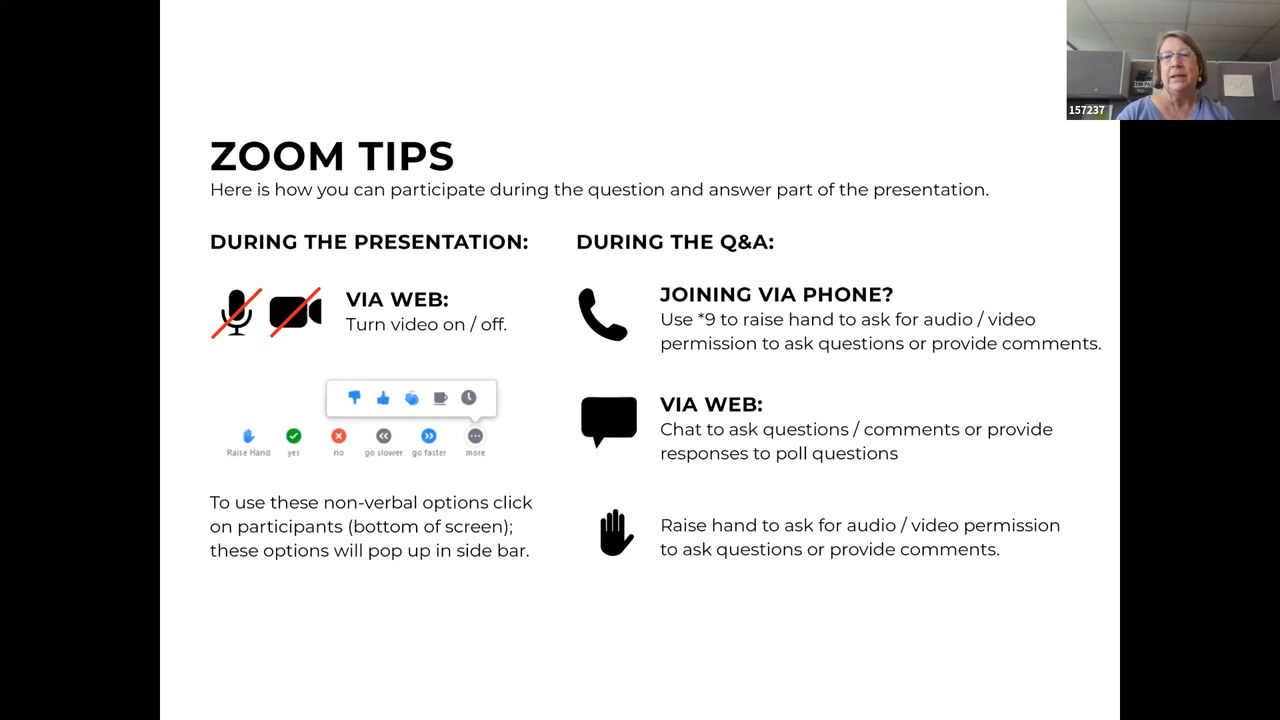 157237
ZOOM TIPS
Here is how you can participate during the question and answer part of the presentation.
DURING THE PRESENTATION:
VIA WEB:
Turn video on / off.
Raise Hand
yes
no
go slower
go faster
more
To use these non-verbal options click
on participants (bottom of screen);
these options will pop up in side bar.
DURING THE Q&A:
JOINING VIA PHONE?
Use *9 to raise hand to ask for audio / video
permission to ask questions or provide comments.
VIA WEB:
Chat to ask questions / comments or provide
responses to poll questions
Raise hand to ask for audio / video permission
to ask questions or provide comments.